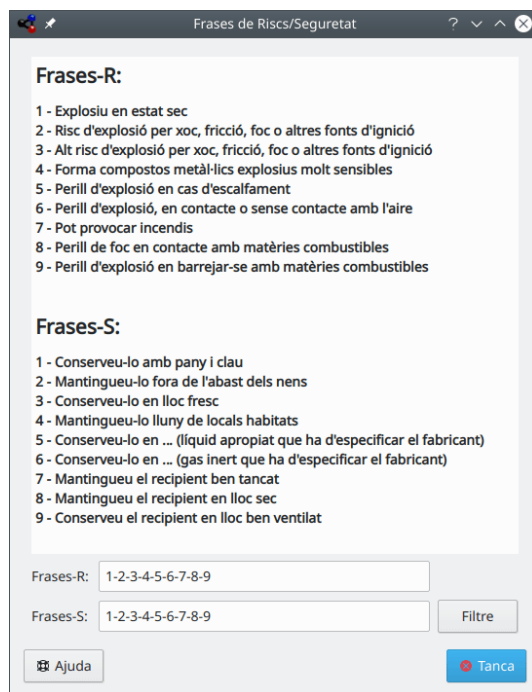 Frases de Riscs/Seguretat
Frases-R:
1 - Explosiu en estat sec
2 - Risc d'explosió per xoc, fricció, foc o altres fonts d'ignició
3 - Alt risc d'explosió per xoc, fricció, foc o altres fonts d'ignició
4 - Forma compostos metàl·lics explosius molt sensibles
5 - Perill d'explosió en cas d'escalfament
6 - Perill d'explosió, en contacte o sense contacte amb l'aire
7 - Pot provocar incendis
8 - Perill de foc en contacte amb matèries combustibles
9 - Perill d'explosió en barrejar-se amb matèries combustibles
Frases-S:
1 - Conserveu-lo amb pany i clau
2 - Mantingueu-lo fora de l'abast dels nens
3 - Conserveu-lo en lloc fresc
4 - Mantingueu-lo lluny de locals habitats
5 - Conserveu-lo en ... (líquid apropiat que ha d'especificar el fabricant)
6 - Conserveu-lo en ... (gas inert que ha d'especificar el fabricant)
7 - Mantingueu el recipient ben tancat
8 - Mantingueu el recipient en lloc sec
9 - Conserveu el recipient en lloc ben ventilat
Frases-R: 1-2-3-4-5-6-7-8-9
Frases-S: 1-2-3-4-5-6-7-8-9 Filtre
Ajuda Tanca